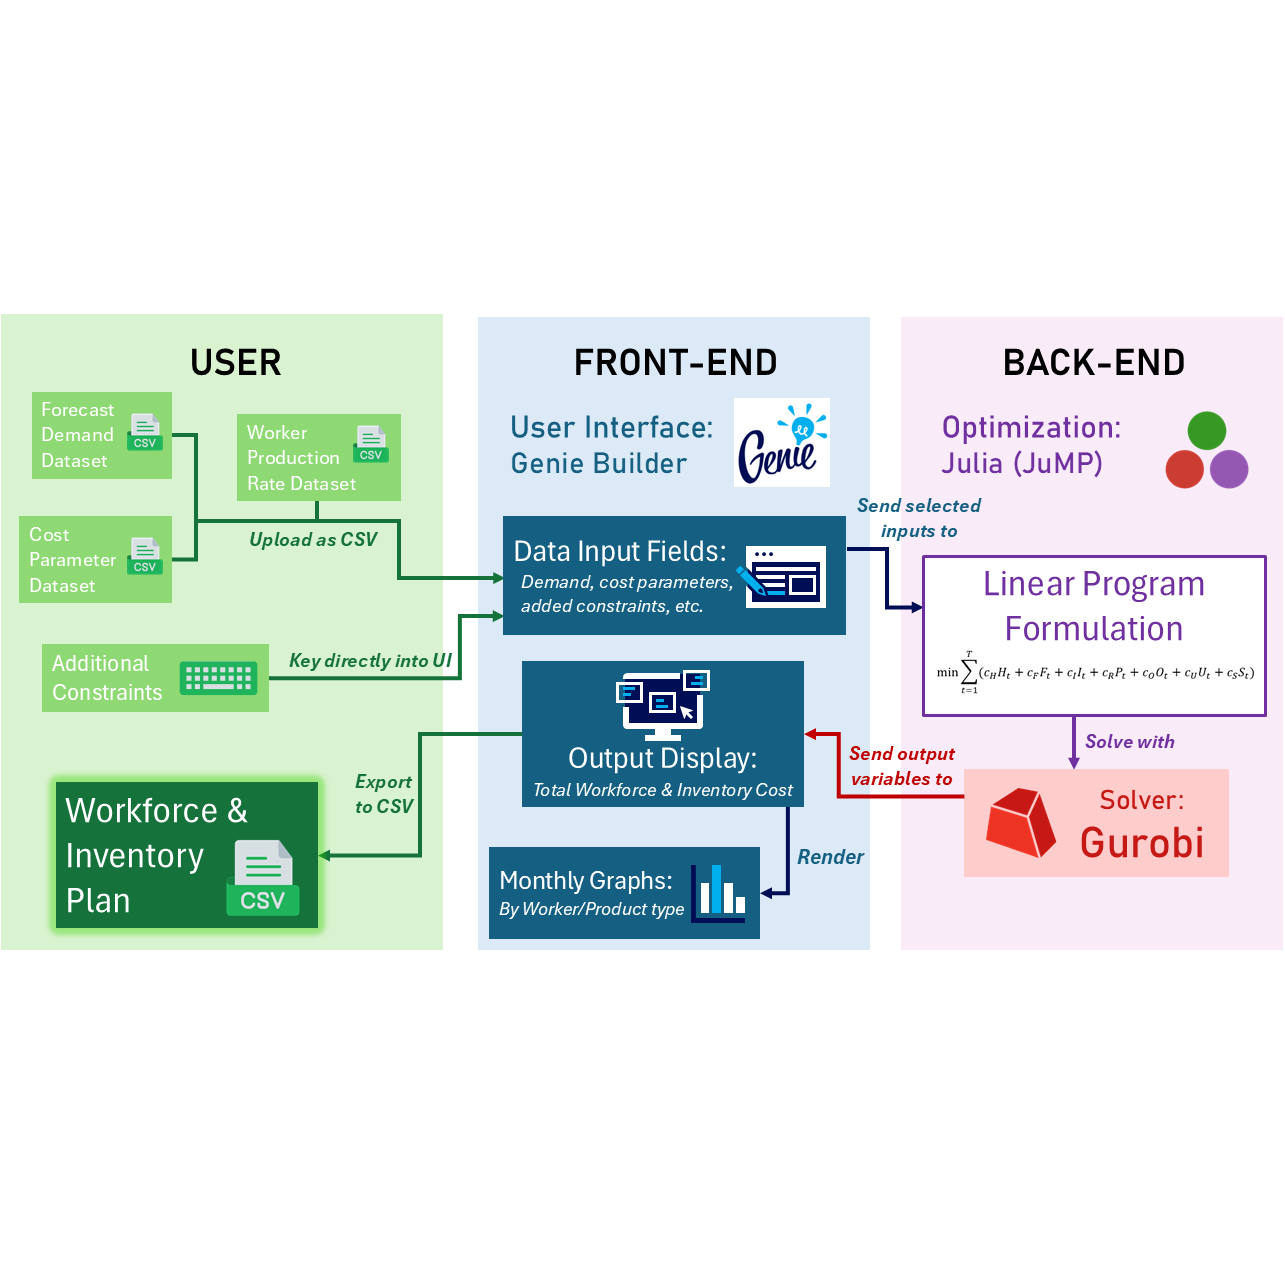 USER
Forecast
Demand
Dataset
CSV
Worker
Production
Rate Dataset
CSV
Cost
Parameter
Dataset
CSV
Upload as CSV
Additional
Constraints
Key directly into UI
Export
to CSV
Workforce &
Inventory
Plan
CSV
FRONT-END
User Interface:
Genie Builder
Genie
Data Input Fields:
Demand, cost parameters,
added constraints, etc.
Output Display:
Total Workforce & Inventory Cost
Render
Monthly Graphs:
By Worker/Product type
BACK-END
Optimization:
Julia (JuMP)
Send selected
inputs to
Linear Program
Formulation
min ∑_{t=1}^{T} (c_H H_t + c_F F_t + c_I I_t + c_R P_t + c_O O_t + c_U U_t + c_S S_t)
Solve with
Send output
variables to
Solver:
Gurobi